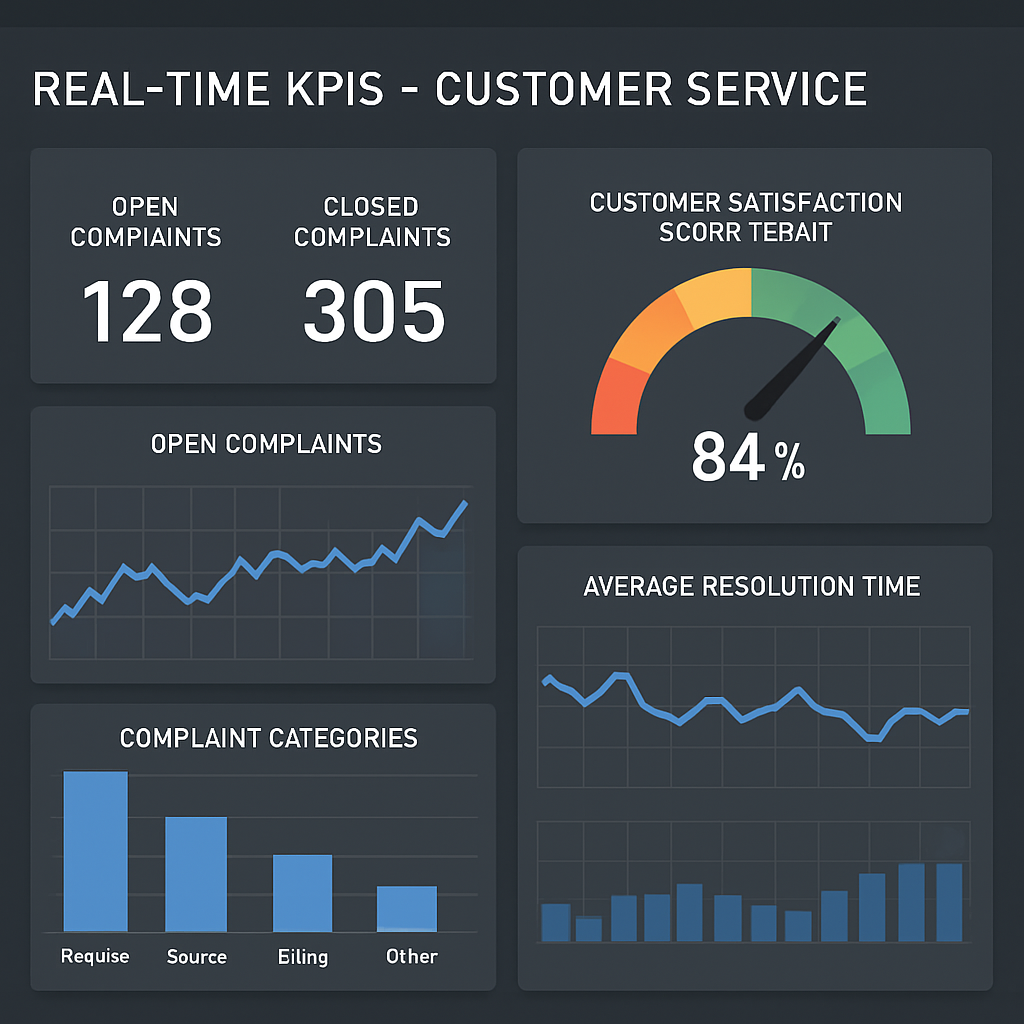 REAL-TIME KPIS - CUSTOMER SERVICE
OPEN
COMPIAINTS
128
CLOSED
COMPLAINTS
305
CUSTOMER SATISFACTION
SCORR TEBAIT
84 %
OPEN COMPLAINTS
AVERAGE RESOLUTION TIME
COMPLAINT CATEGORIES
Requise
Source
Eiling
Other